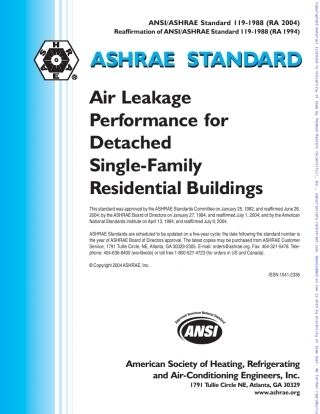 ANSI/ASHRAE Standard 119-1988 (RA 2004)
Reaffirmation of ANSI/ASHRAE Standard 119-1988 (RA 1994)
ASHRAE STANDARD
ASHRAE
®
Air Leakage
Performance for
Detached
Single-Family
Residential Buildings
This standard was approved by the ASHRAE Standards Committee on January 25, 1992, and reaffirmed June 26,
2004; by the ASHRAE Board of Directors on January 27, 1994, and reaffirmed July 1, 2004; and by the American
National Standards Institute on April 13, 1994, and reaffirmed July 9, 2004.
ASHRAE Standards are scheduled to be updated on a five-year cycle; the date following the standard number is
the year of ASHRAE Board of Directors approval. The latest copies may be purchased from ASHRAE Customer
Service, 1791 Tullie Circle, NE, Atlanta, GA 30329-2305. E-mail: orders@ashrae.org. Fax: 404-321-5478. Tele-
phone: 404-636-8400 (worldwide) or toll free 1-800-527-4723 (for orders in US and Canada).
© Copyright 2004 ASHRAE, Inc.
ISSN 1041-2336
Approved American National Standard
ANSI
American Society of Heating, Refrigerating
and Air-Conditioning Engineers, Inc.
1791 Tullie Circle NE, Atlanta, GA 30329
www.ashrae.org